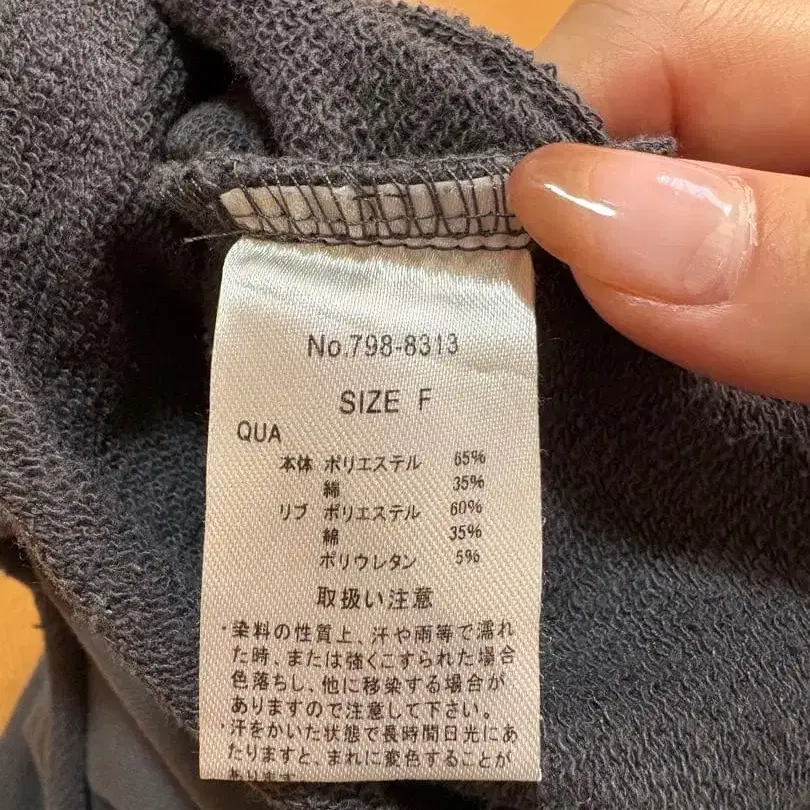 No.798-8313
SIZE F
QUA
本体 ポリエステル 65%
綿 35%
リブ ポリエステル 60%
綿 35%
ポリウレタン 5%
取扱い注意
・染料の性質上、汗や雨等で濡れ
た時、または強くこすられた場合
色落ちし、他に移染する場合が
ありますので注意して下さい。
・汗をかいた状態で長時間日光にあ
たりますと、まれに変色することが
あります